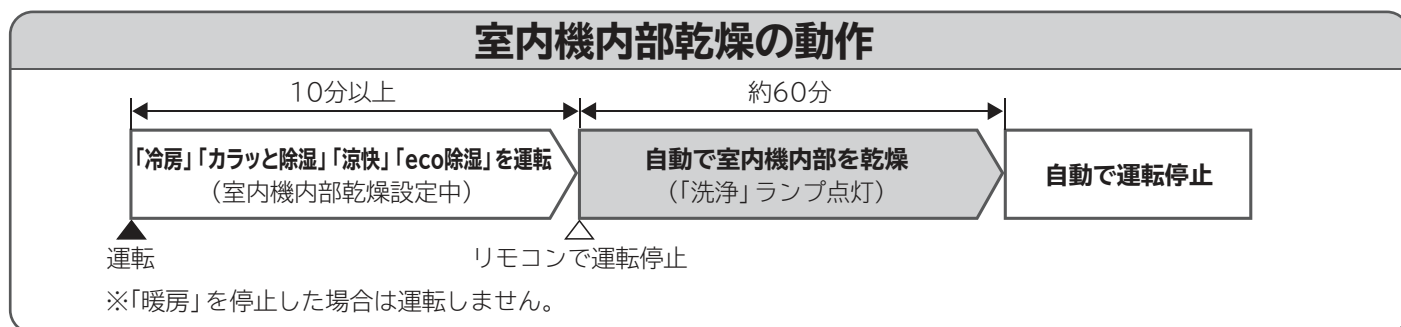 室内機内部乾燥の動作
10分以上
約60分
「冷房」「カラッと除湿」「涼快」「eco除湿」を運転
（室内機内部乾燥設定中）
自動で室内機内部を乾燥
（「洗浄」ランプ点灯）
自動で運転停止
運転
リモコンで運転停止
※「暖房」を停止した場合は運転しません。